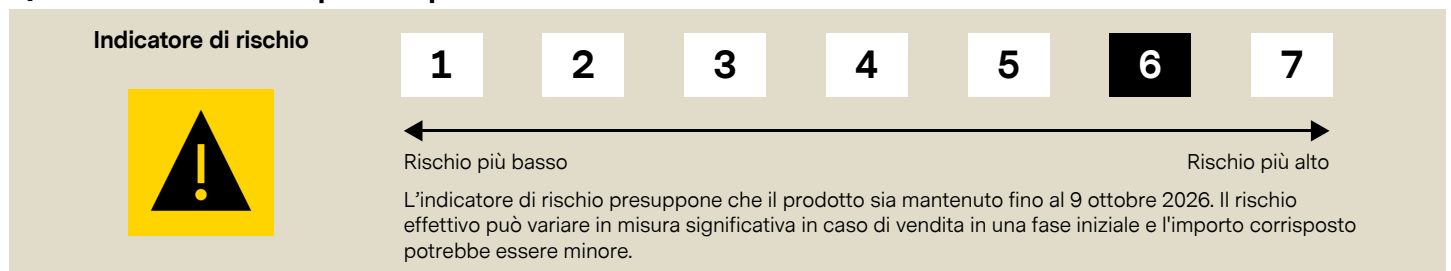 Indicatore di rischio
1 2 3 4 5 6 7
Rischio più basso
Rischio più alto
L'indicatore di rischio presuppone che il prodotto sia mantenuto fino al 9 ottobre 2026. Il rischio
effettivo può variare in misura significativa in caso di vendita in una fase iniziale e l'importo corrisposto
potrebbe essere minore.